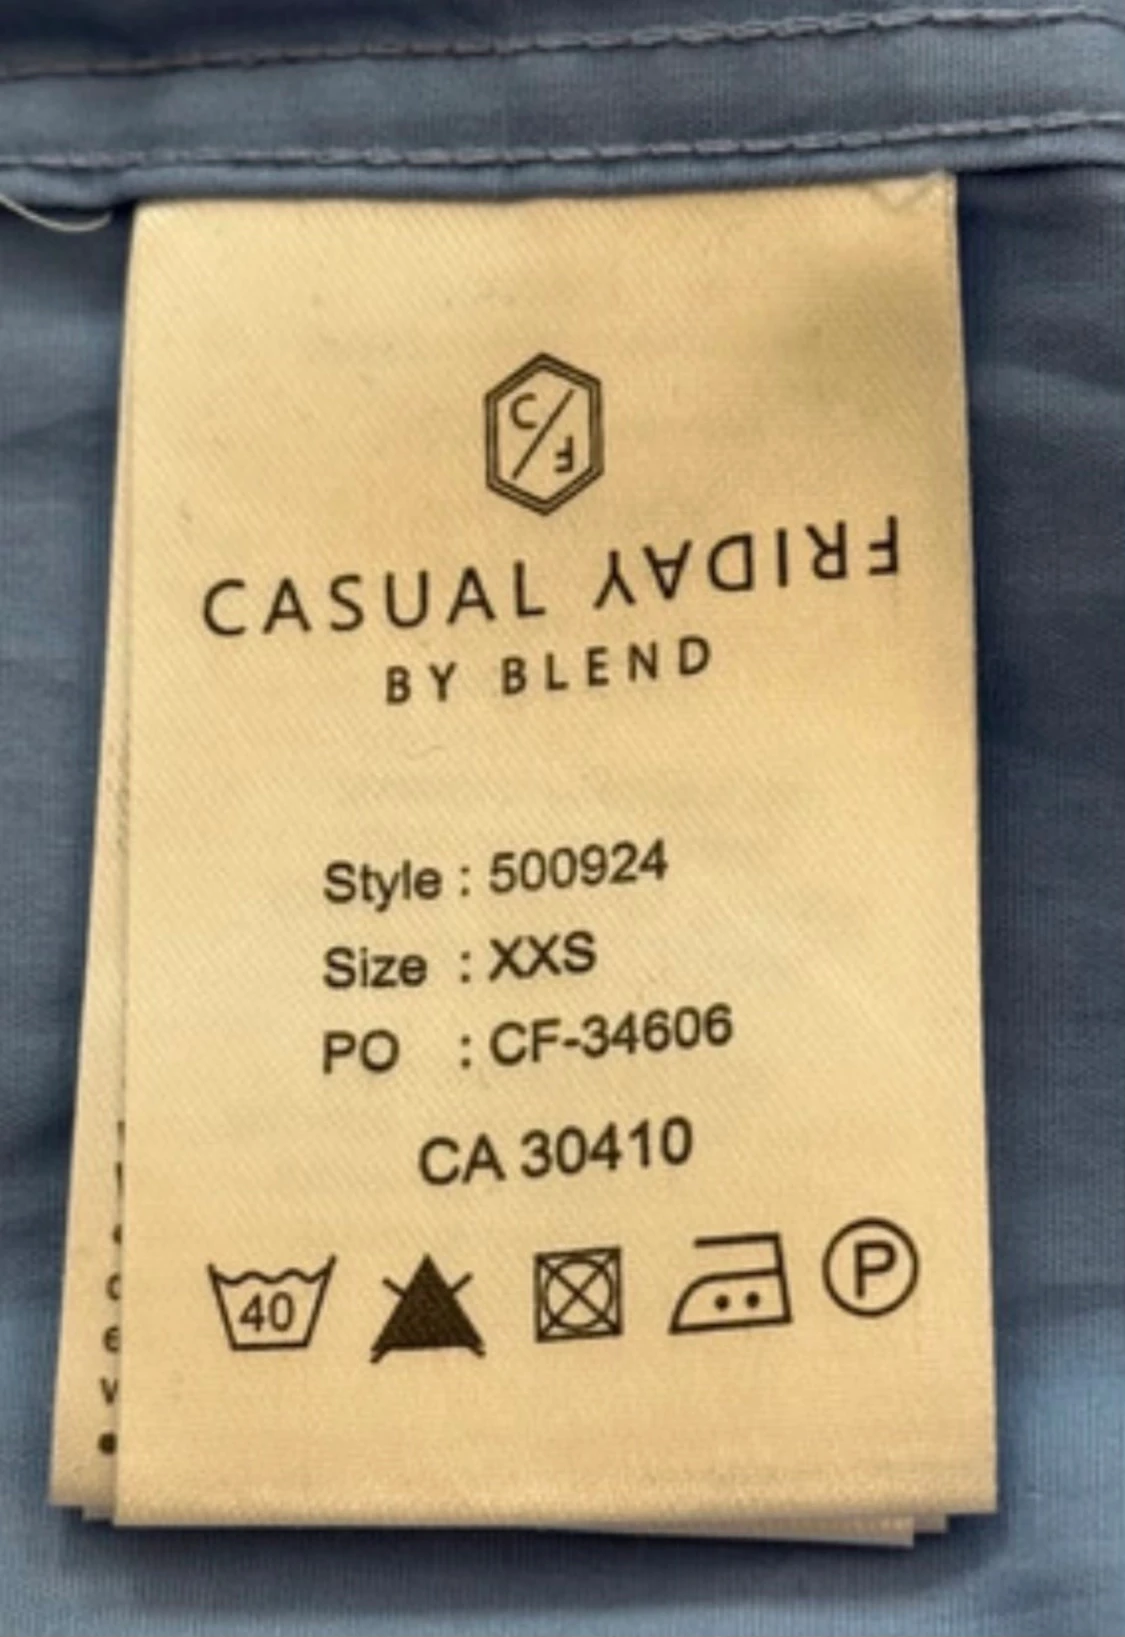 C/F
CASUAL FRIDAY
BY BLEND
Style : 500924
Size : XXS
PO : CF-34606
CA 30410
40
P